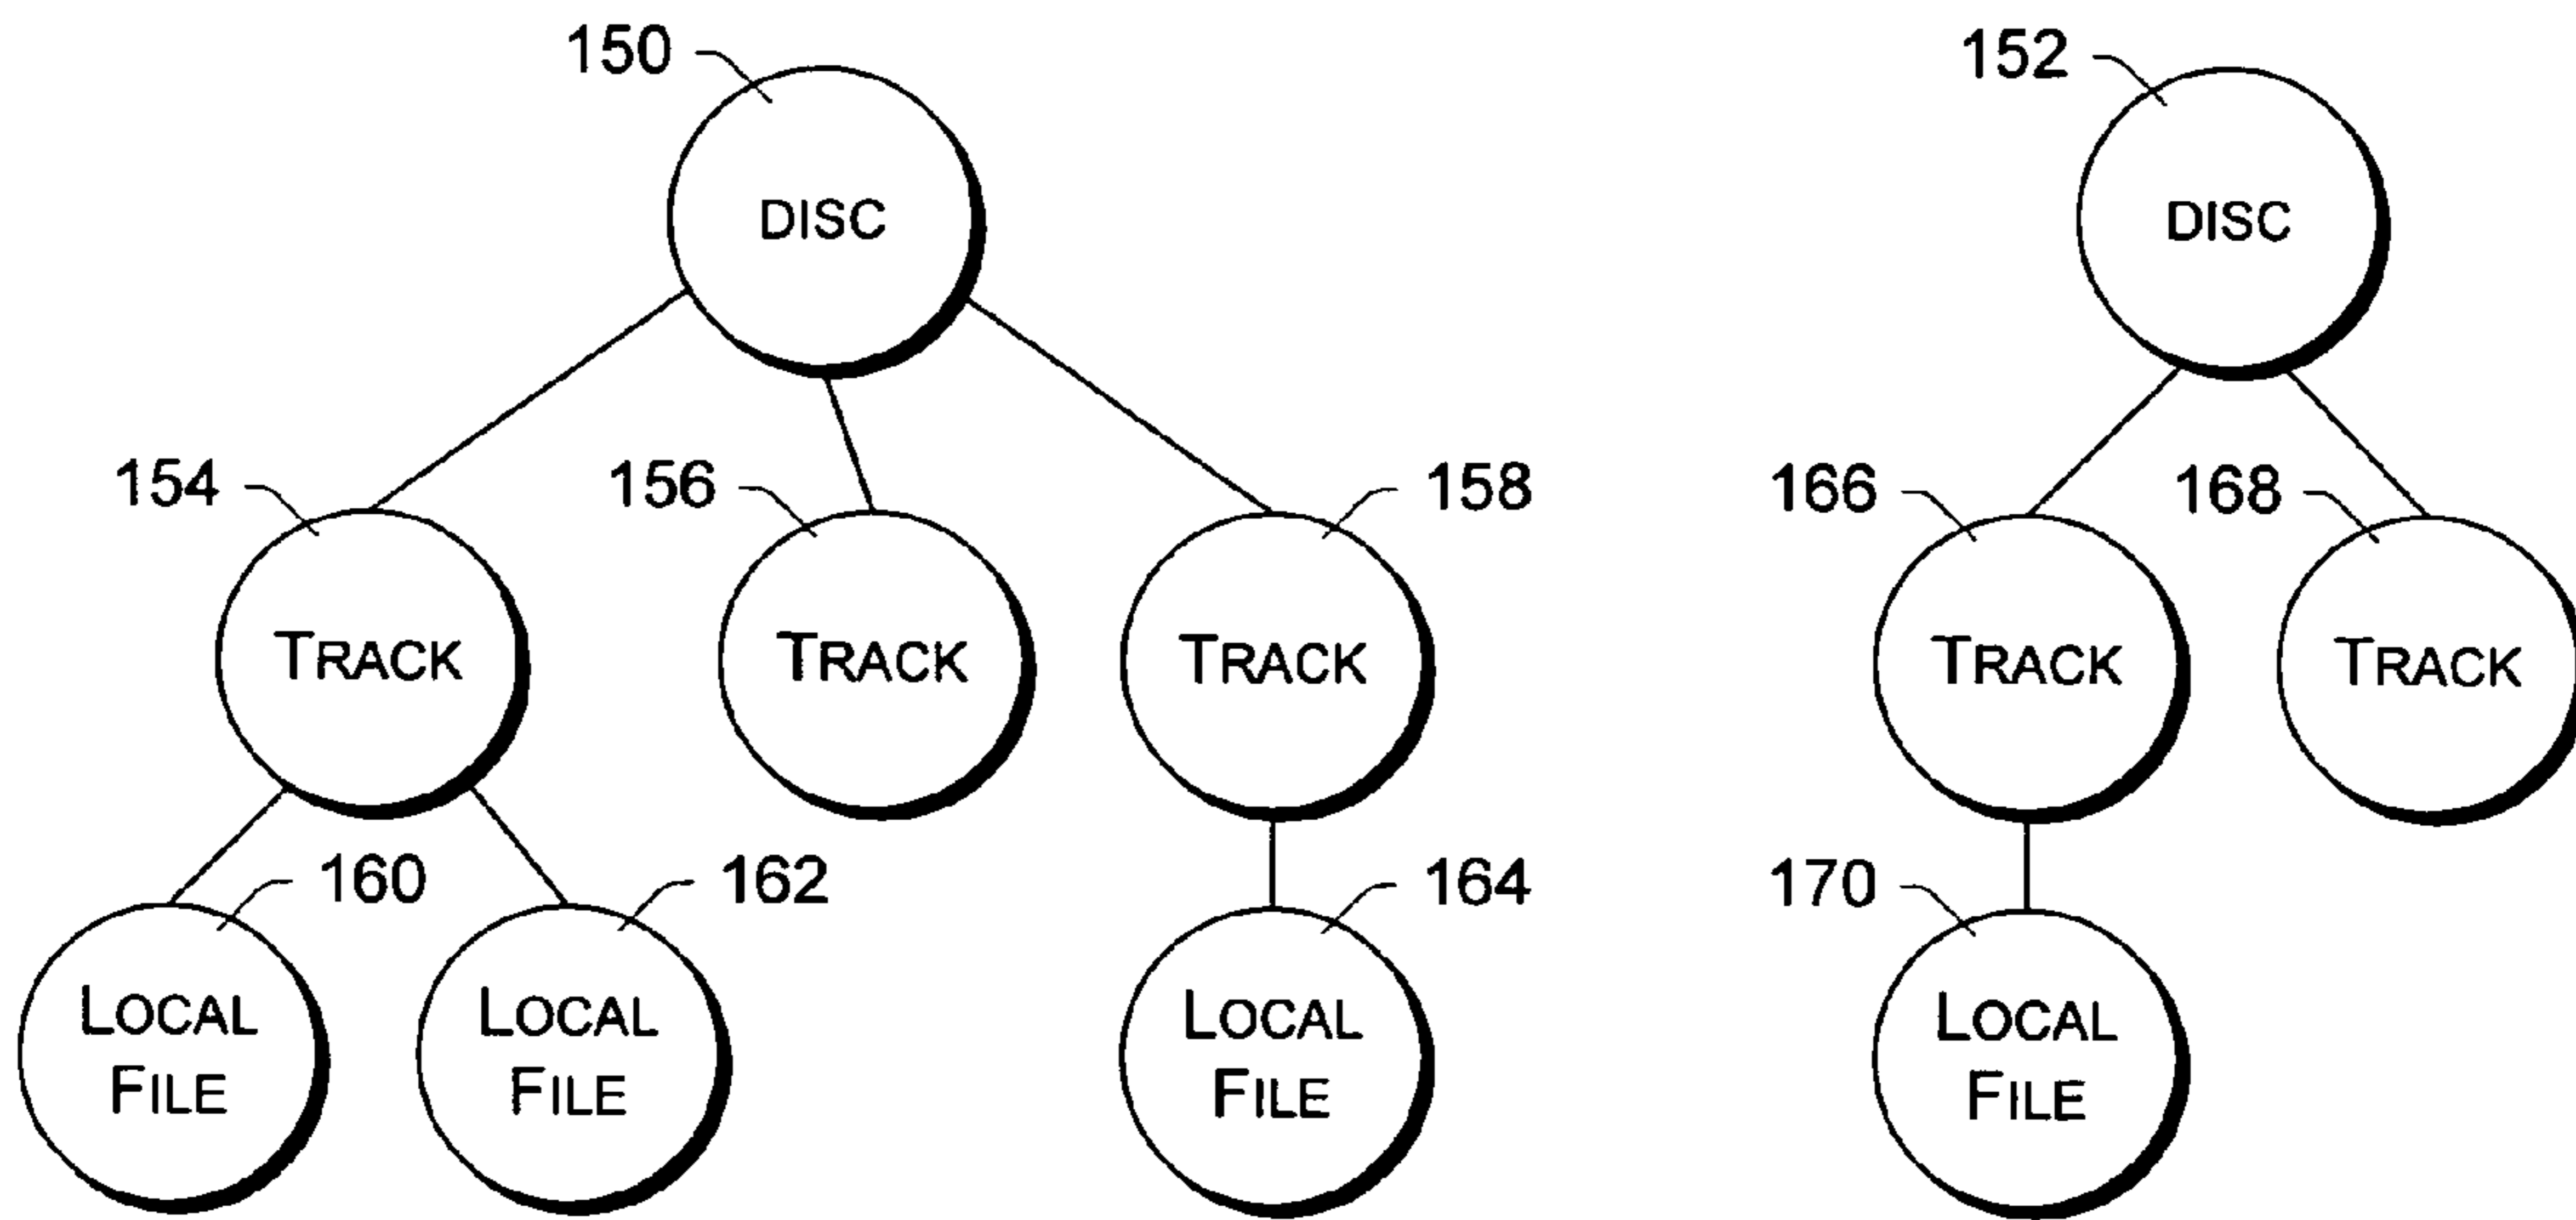 150
152
DISC
DISC
154
156
158
166
168
TRACK
TRACK
TRACK
TRACK
TRACK
160
162
164
170
LOCAL
FILE
LOCAL
FILE
LOCAL
FILE
LOCAL
FILE